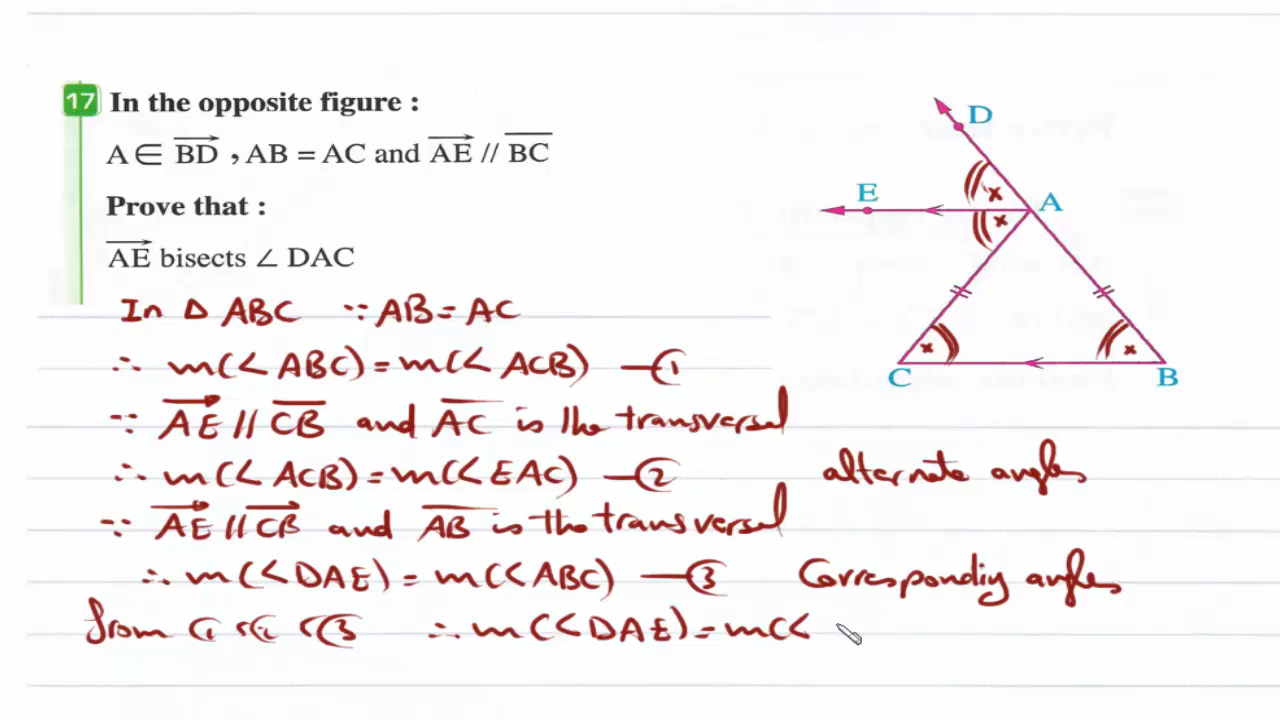 17 In the opposite figure :
A ∈ BD , AB = AC and AE // BC
Prove that :
AE bisects ∠ DAC
D
E
A
C
B
In Δ ABC ∵ AB = AC
∴ m(∠ABC) = m(∠ACB) —①
∵ AE // CB and AC is the transversal
∴ m(∠ACB) = m(∠EAC) —② alternate angles
∵ AE // CB and AB is the transversal
∴ m(∠DAE) = m(∠ABC) —③ Correspondiy angles
from ① , ② , ③ ∴ m(∠DAE) = m(∠